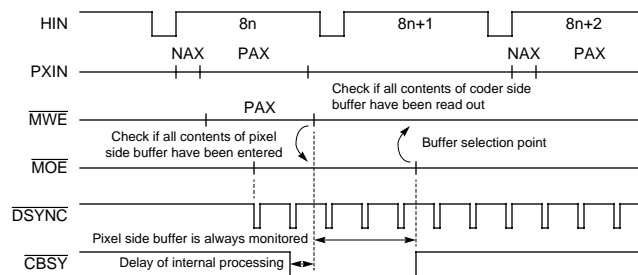 HIN 8n 8n+1 8n+2
NAX PAX NAX PAX
PXIN
Check if all contents of coder side
buffer have been read out
PAX
MWE
Check if all contents of pixel
side buffer have been entered
Buffer selection point
MOE
DSYNC
Pixel side buffer is always monitored
Delay of internal processing
CBSY